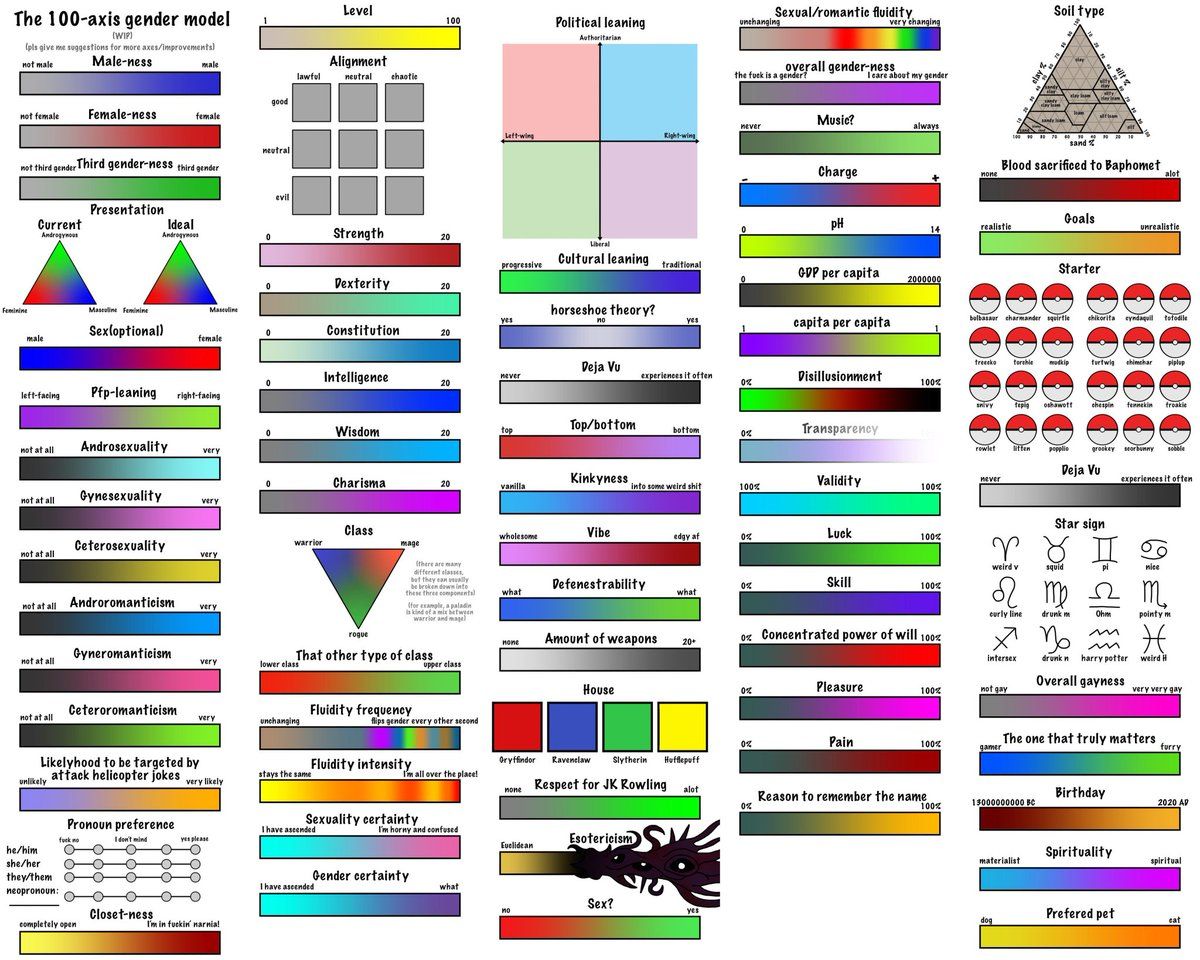 The 100-axis gender model
(WIP)
(pls give me suggestions for more axes/improvements)
Male-ness
not male male
Female-ness
not female female
Third gender-ness
not third gender third gender
Presentation
Current Ideal
Androgynous Androgynous
Feminine Masculine Feminine Masculine
Sex(optional)
male female
Pfp-leaning
left-facing right-facing
Androsexuality
not at all very
Gynesexuality
not at all very
Ceterosexuality
not at all very
Androromanticism
not at all very
Gyneromanticism
not at all very
Ceteroromanticism
not at all very
Likelyhood to be targeted by
attack helicopter jokes
unlikely very likely
Pronoun preference
fuck no I don't mind yes please
he/him
she/her
they/them
neopronoun:
Closet-ness
completely open I'm in fuckin' narnia!
Level
1 100
Alignment
lawful neutral chaotic
good
neutral
evil
Strength
0 20
Dexterity
0 20
Constitution
0 20
Intelligence
0 20
Wisdom
0 20
Charisma
0 20
Class
warrior mage
rogue
(there are many
different classes,
but they can usually
be broken down into
these three components)
(for example, a paladin
is kind of a mix between
warrior and mage)
That other type of class
lower class upper class
Fluidity frequency
unchanging flips gender every other second
Fluidity intensity
stays the same I'm all over the place!
Sexuality certainty
I have ascended I'm horny and confused
Gender certainty
I have ascended what
Political leaning
Authoritarian
Left-wing Right-wing
Liberal
Cultural leaning
progressive traditional
horseshoe theory?
yes no yes
Deja Vu
never experiences it often
Top/bottom
top bottom
Kinkyness
vanilla into some weird shit
Vibe
wholesome edgy af
Defenestrability
what what
Amount of weapons
none 20+
House
Gryffindor Ravenclaw Slytherin Hufflepuff
Respect for JK Rowling
none alot
Esotericism
Euclidean
Sex?
no yes
Sexual/romantic fluidity
unchanging very changing
overall gender-ness
the fuck is a gender? I care about my gender
Music?
never always
Charge
- +
pH
0 14
GDP per capita
0 2000000
capita per capita
1 1
Disillusionment
0% 100%
Transparency
0%
Validity
100% 100%
Luck
0% 100%
Skill
0% 100%
Concentrated power of will
0% 100%
Pleasure
0% 100%
Pain
0% 100%
Reason to remember the name
0% 100%
Soil type
clay % silt %
clay
sandy clay
silty clay
clay loam
silty clay loam
sandy clay loam
loam
sandy loam
silt loam
silt
sand %
Blood sacrificed to Baphomet
none alot
Goals
realistic unrealistic
Starter
bulbasaur charmander squirtle chikorita cyndaquil totodile
treecko torchic mudkip turtwig chimchar piplup
snivy tepig oshawott chespin fennekin froakie
rowlet litten popplio grookey scorbunny sobble
Deja Vu
never experiences it often
Star sign
weird v squid pi nice
curly line drunk m Ohm pointy m
intersex drunk n harry potter weird H
Overall gayness
not gay very very gay
The one that truly matters
gamer furry
Birthday
13000000000 BC 2020 AD
Spirituality
materialist spiritual
Prefered pet
dog cat